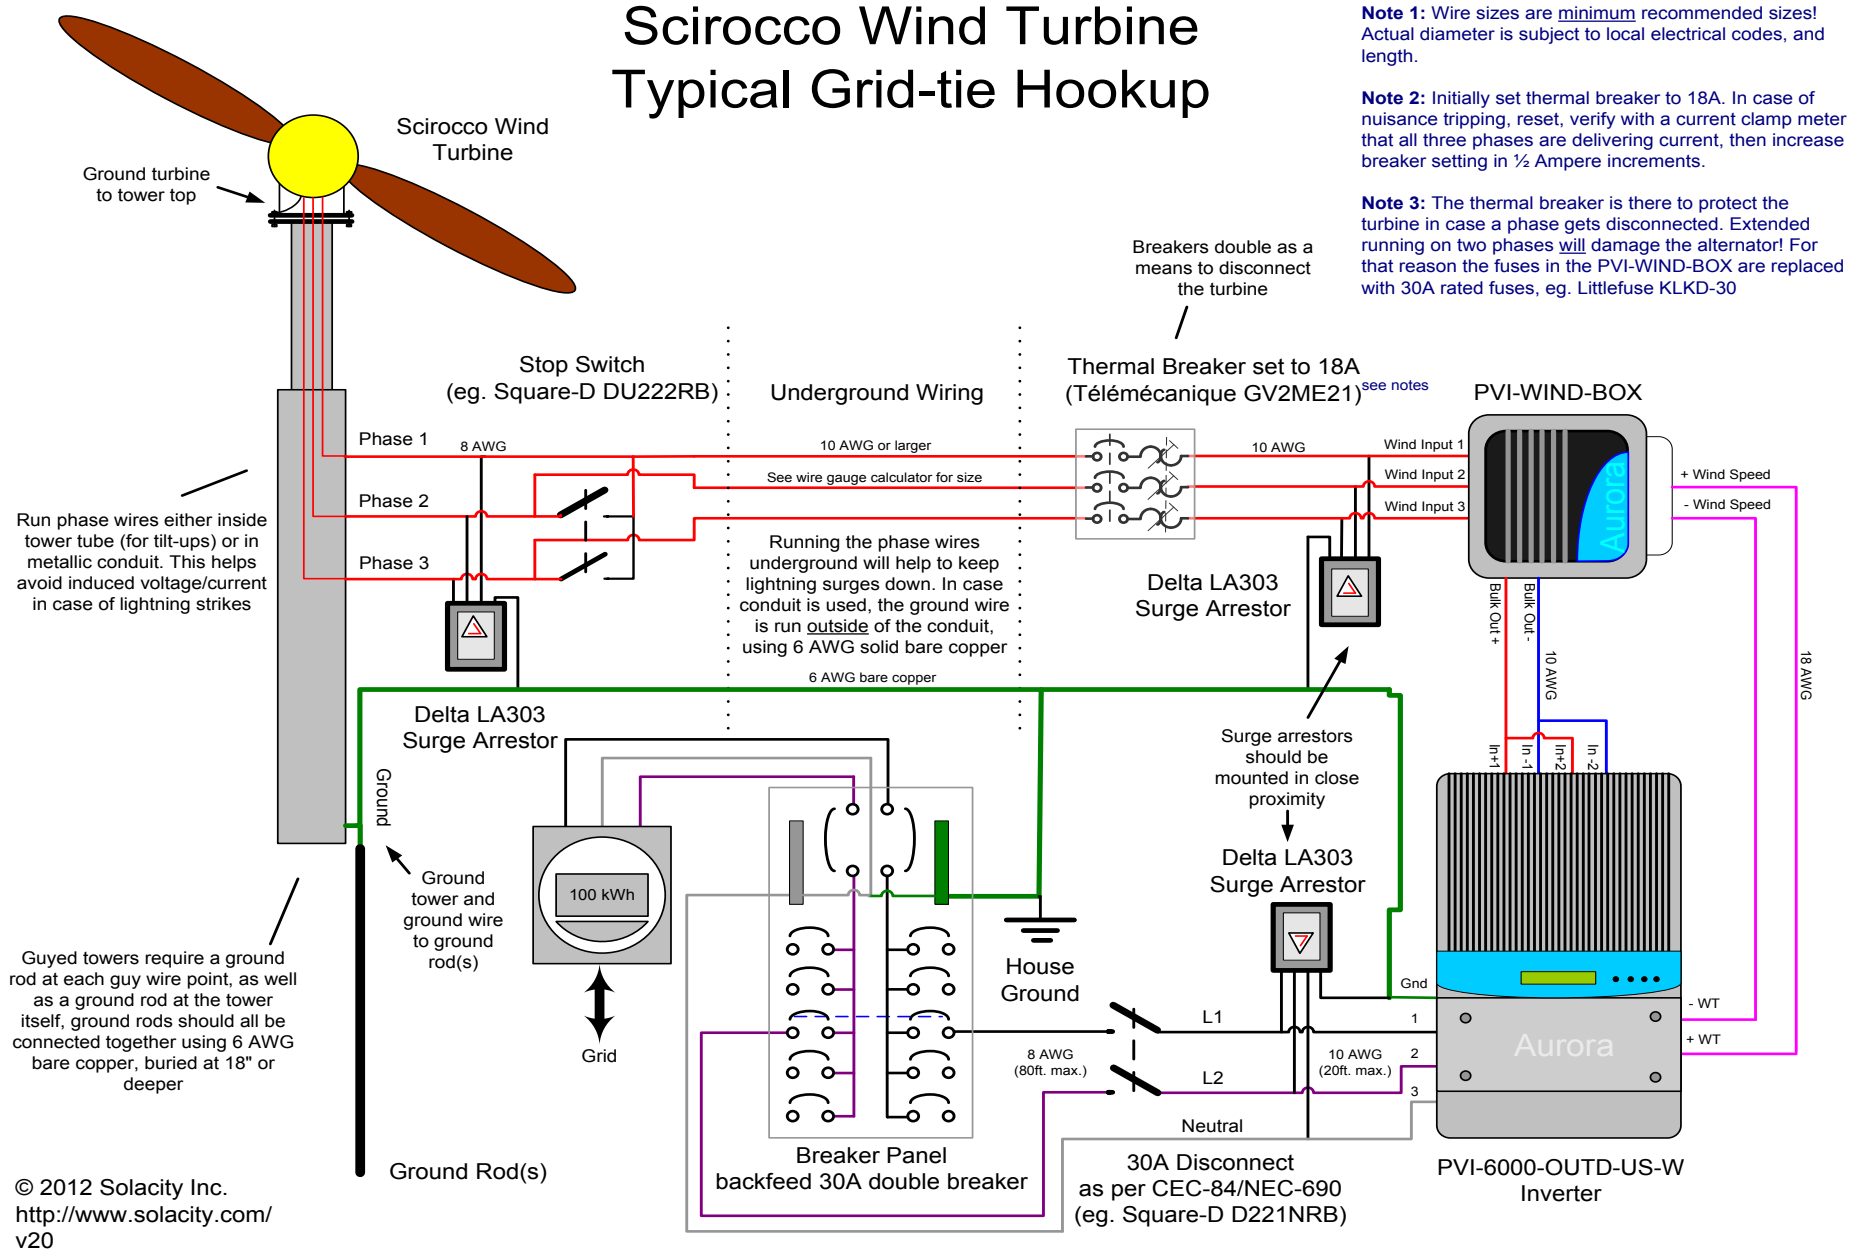 Scirocco Wind Turbine
Typical Grid-tie Hookup
Note 1: Wire sizes are minimum recommended sizes!
Actual diameter is subject to local electrical codes, and
length.
Note 2: Initially set thermal breaker to 18A. In case of
nuisance tripping, reset, verify with a current clamp meter
that all three phases are delivering current, then increase
breaker setting in ½ Ampere increments.
Note 3: The thermal breaker is there to protect the
turbine in case a phase gets disconnected. Extended
running on two phases will damage the alternator! For
that reason the fuses in the PVI-WIND-BOX are replaced
with 30A rated fuses, eg. Littlefuse KLKD-30
Scirocco Wind
Turbine
Ground turbine
to tower top
Breakers double as a
means to disconnect
the turbine
Stop Switch
(eg. Square-D DU222RB)
Underground Wiring
Thermal Breaker set to 18A
(Télémécanique GV2ME21) see notes
PVI-WIND-BOX
Phase 1
8 AWG
10 AWG or larger
10 AWG
Wind Input 1
See wire gauge calculator for size
Wind Input 2
+ Wind Speed
Phase 2
Wind Input 3
- Wind Speed
Aurora
Phase 3
Run phase wires either inside
tower tube (for tilt-ups) or in
metallic conduit. This helps
avoid induced voltage/current
in case of lightning strikes
Running the phase wires
underground will help to keep
lightning surges down. In case
conduit is used, the ground wire
is run outside of the conduit,
using 6 AWG solid bare copper
Delta LA303
Surge Arrestor
Bulk Out +
Bulk Out -
10 AWG
18 AWG
6 AWG bare copper
Delta LA303
Surge Arrestor
Surge arrestors
should be
mounted in close
proximity
In+1
In -1
In+2
In -2
Ground
Ground
tower and
ground wire
to ground
rod(s)
100 kWh
Delta LA303
Surge Arrestor
Guyed towers require a ground
rod at each guy wire point, as well
as a ground rod at the tower
itself, ground rods should all be
connected together using 6 AWG
bare copper, buried at 18" or
deeper
Grid
House
Ground
Gnd
1
2
3
- WT
+ WT
Aurora
L1
8 AWG
(80ft. max.)
10 AWG
(20ft. max.)
L2
Neutral
Breaker Panel
backfeed 30A double breaker
30A Disconnect
as per CEC-84/NEC-690
(eg. Square-D D221NRB)
PVI-6000-OUTD-US-W
Inverter
Ground Rod(s)
© 2012 Solacity Inc.
http://www.solacity.com/
v20